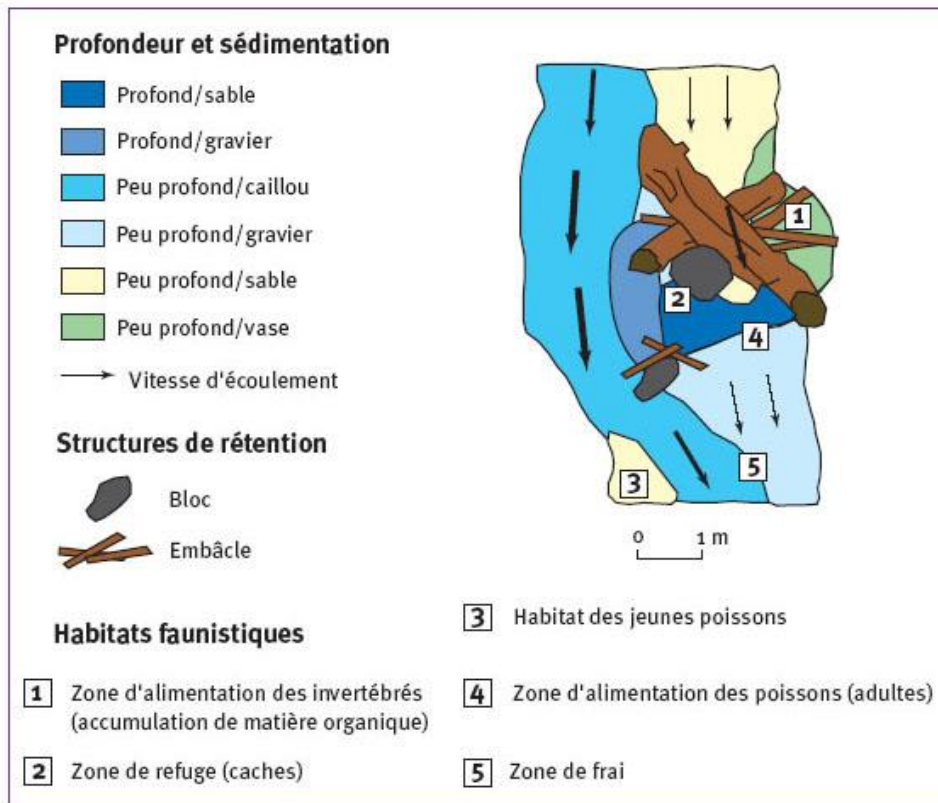 Profondeur et sédimentation
Profond/sable
Profond/gravier
Peu profond/caillou
Peu profond/gravier
Peu profond/sable
Peu profond/vase
Vitesse d'écoulement
Structures de rétention
Bloc
Embâcle
1
2
4
5
3
0 1 m
Habitats faunistiques
1 Zone d'alimentation des invertébrés
(accumulation de matière organique)
2 Zone de refuge (caches)
3 Habitat des jeunes poissons
4 Zone d'alimentation des poissons (adultes)
5 Zone de frai